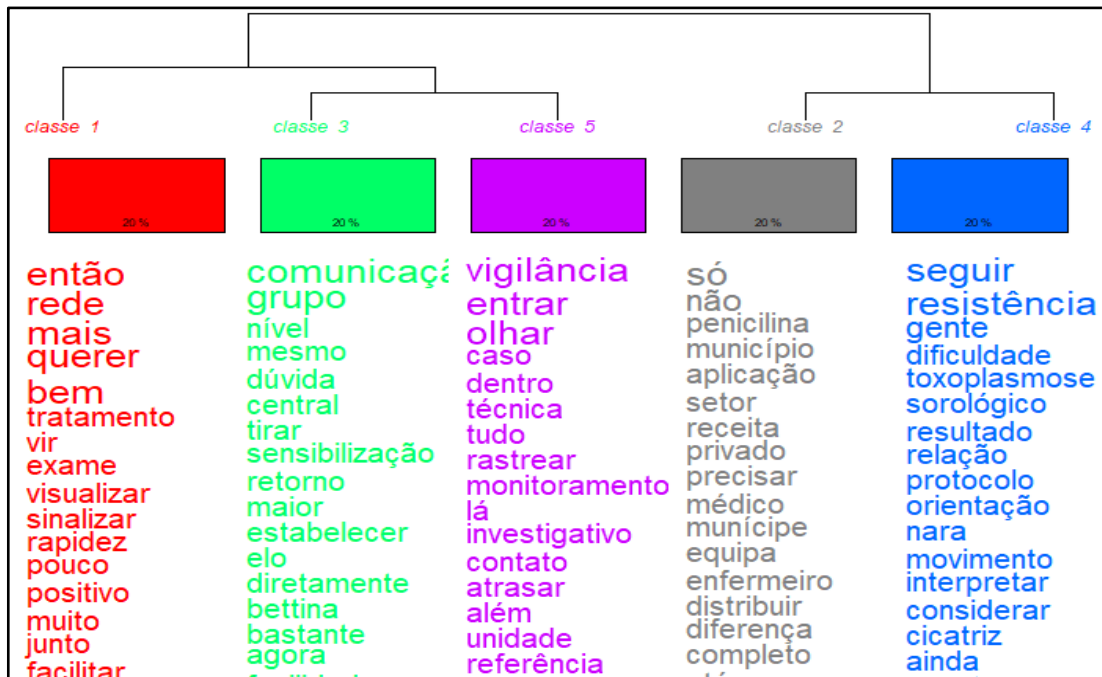 classe 1
classe 3
classe 5
classe 2
classe 4
20 %
20 %
20 %
20 %
20 %
então
rede
mais
querer
bem
tratamento
vir
exame
visualizar
sinalizar
rapidez
pouco
positivo
muito
junto
facilitar
comunicaçã
grupo
nível
mesmo
dúvida
central
tirar
sensibilização
retorno
maior
estabelecer
elo
diretamente
bettina
bastante
agora
vigilância
entrar
olhar
caso
dentro
técnica
tudo
rastrear
monitoramento
lá
investigativo
contato
atrasar
além
unidade
referência
só
não
penicilina
município
aplicação
setor
receita
privado
precisar
médico
munícipe
equipa
enfermeiro
distribuir
diferença
completo
seguir
resistência
gente
dificuldade
toxoplasmose
sorológico
resultado
relação
protocolo
orientação
nara
movimento
interpretar
considerar
cicatriz
ainda